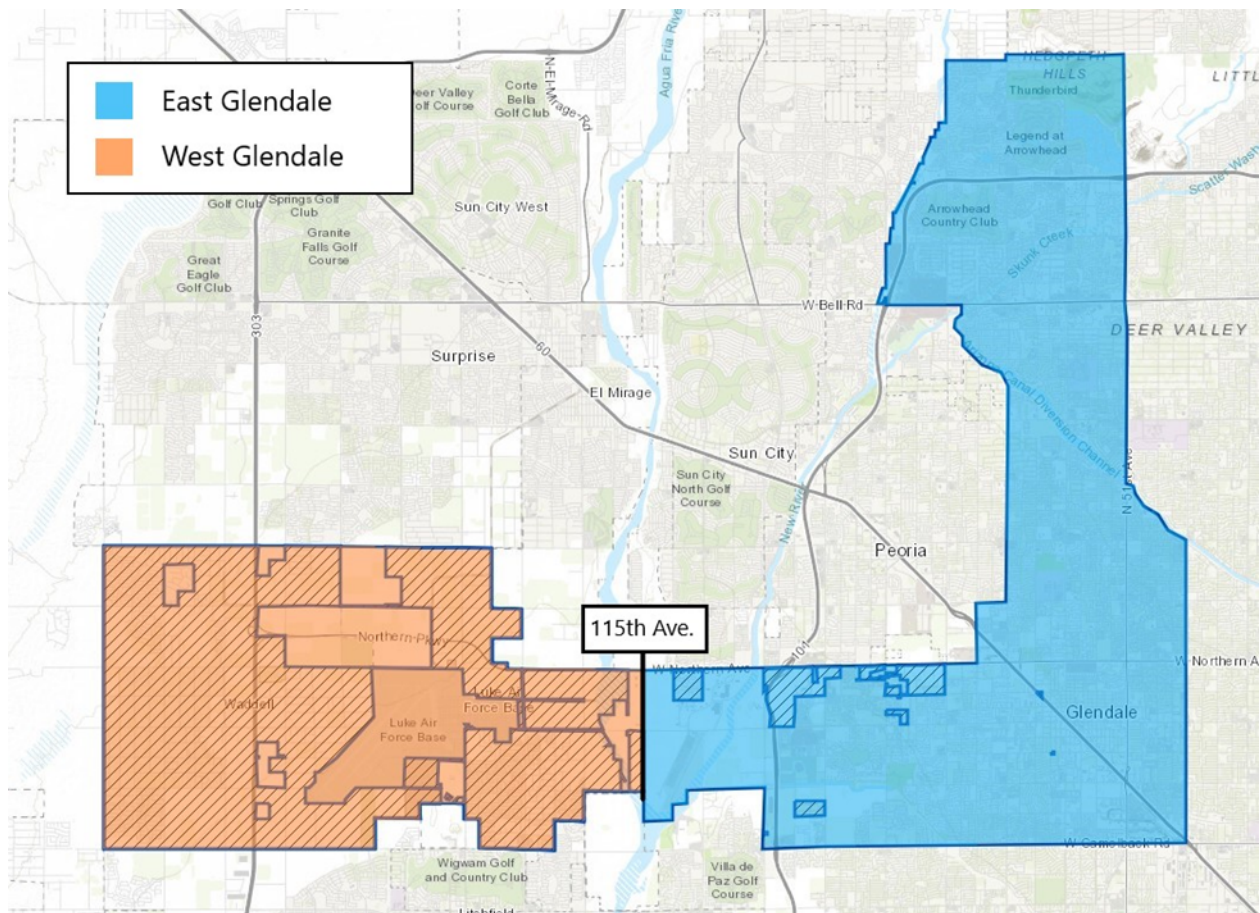 East Glendale
West Glendale
Deer Valley
Golf Course
Corte
Bella
Golf Club
N-El-Mirage-Rd
Agua Fria River
HEDGPETH
HILLS
Thunderbird
LITTL
Legend at
Arrowhead
Scatter Wash
Golf Club
Springs Golf
Club
Sun City West
Arrowhead
Country Club
Granite
Falls Golf
Course
Skunk Creek
Great
Eagle
Golf Club
303
W Bell Rd
DEER VALLEY
60
Surprise
Arizona Canal Diversion Channel
El Mirage
Sun City
Sun City
North Golf
Course
New River
N 51st Ave
Peoria
115th Ave.
Northern Pkwy
101
W Northern Ave
W Northern A
Waddell
Luke Air
Force Base
Luke Air
Force Base
Glendale
W Camelback Rd
Wigwam Golf
and Country Club
Villa de
Paz Golf
Course
Litchfield